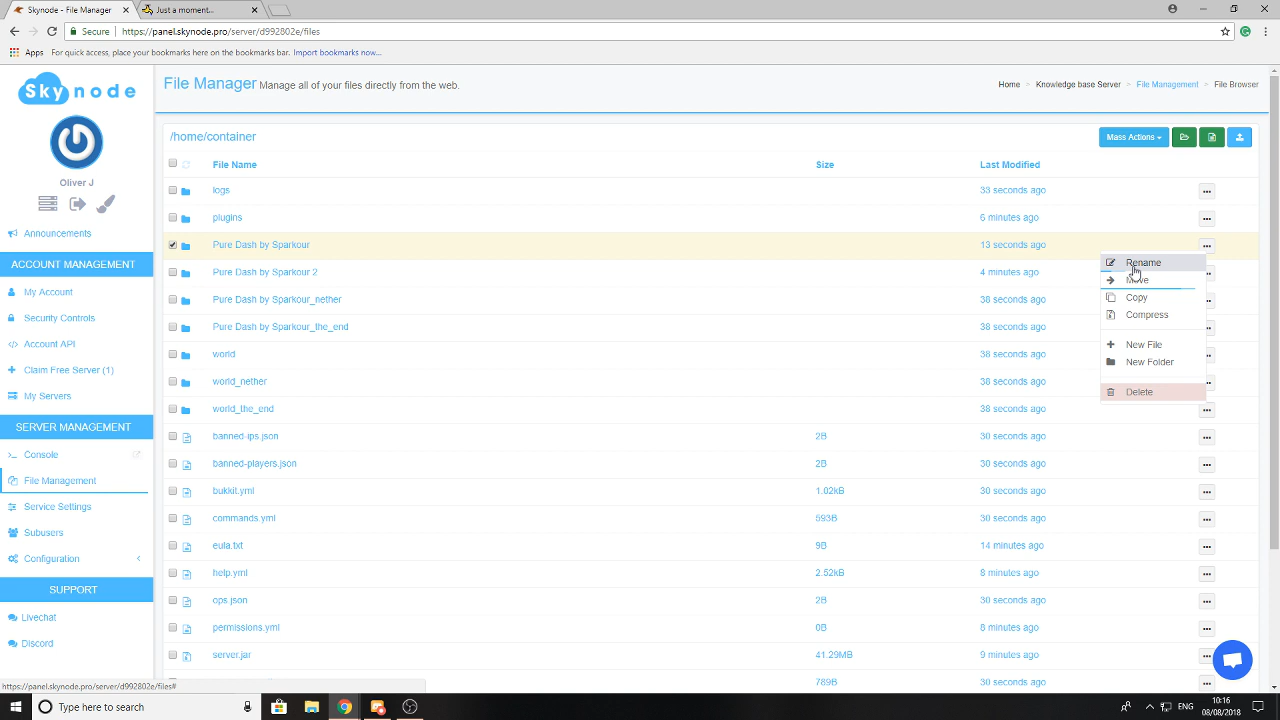 Skynode - File Manager
Just a moment...
Secure https://panel.skynode.pro/server/d992802e/files
Apps For quick access, place your bookmarks here on the bookmarks bar. Import bookmarks now...
Skynode
Oliver J
Announcements
ACCOUNT MANAGEMENT
My Account
Security Controls
Account API
Claim Free Server (1)
My Servers
SERVER MANAGEMENT
Console
File Management
Service Settings
Subusers
Configuration
SUPPORT
Livechat
Discord
File Manager Manage all of your files directly from the web.
Home > Knowledge base Server > File Management > File Browser
/home/container
Mass Actions
File Name Size Last Modified
logs 33 seconds ago
plugins 6 minutes ago
Pure Dash by Sparkour 13 seconds ago
Pure Dash by Sparkour 2 4 minutes ago
Pure Dash by Sparkour_nether 38 seconds ago
Pure Dash by Sparkour_the_end 38 seconds ago
world 38 seconds ago
world_nether 38 seconds ago
world_the_end 38 seconds ago
banned-ips.json 2B 30 seconds ago
banned-players.json 2B 30 seconds ago
bukkit.yml 1.02kB 30 seconds ago
commands.yml 593B 30 seconds ago
eula.txt 9B 14 minutes ago
help.yml 2.52kB 8 minutes ago
ops.json 2B 30 seconds ago
permissions.yml 0B 8 minutes ago
server.jar 41.29MB 9 minutes ago
789B 30 seconds ago
Rename
Move
Copy
Compress
New File
New Folder
Delete
https://panel.skynode.pro/server/d992802e/files#
Type here to search
ENG
10:16
08/08/2018